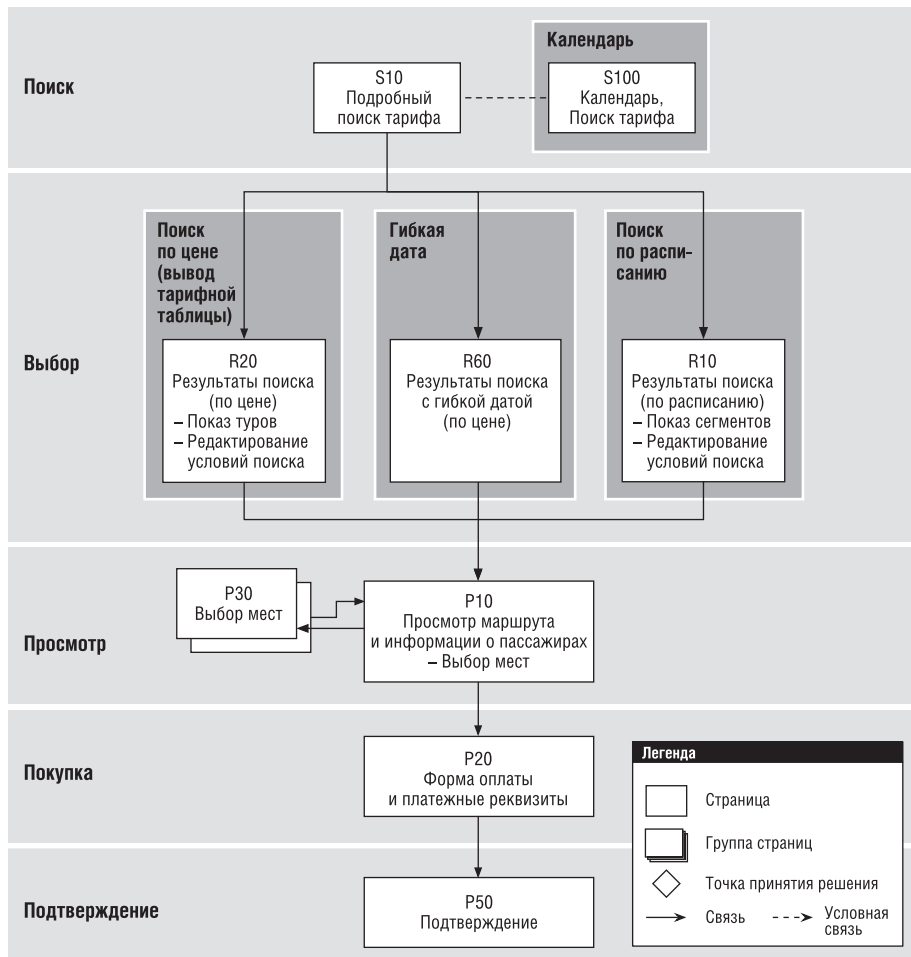 Поиск
S10
Подробный
поиск тарифа
Календарь
S100
Календарь,
Поиск тарифа
Выбор
Поиск
по цене
(вывод
тарифной
таблицы)
R20
Результаты поиска
(по цене)
– Показ туров
– Редактирование
условий поиска
Гибкая
дата
R60
Результаты поиска
с гибкой датой
(по цене)
Поиск
по распи-
санию
R10
Результаты поиска
(по расписанию)
– Показ сегментов
– Редактирование
условий поиска
Просмотр
P30
Выбор мест
P10
Просмотр маршрута
и информации о пассажирах
– Выбор мест
Покупка
P20
Форма оплаты
и платежные реквизиты
Подтверждение
P50
Подтверждение
Легенда
Страница
Группа страниц
Точка принятия решения
Связь
Условная
связь